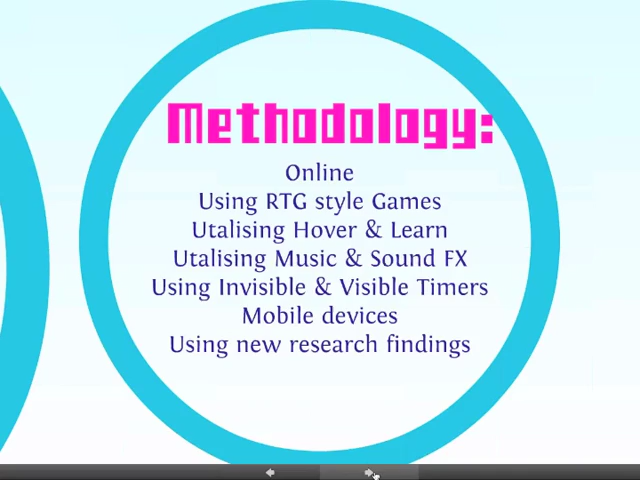 Methodology:
Online
Using RTG style Games
Utalising Hover & Learn
Utalising Music & Sound FX
Using Invisible & Visible Timers
Mobile devices
Using new research findings